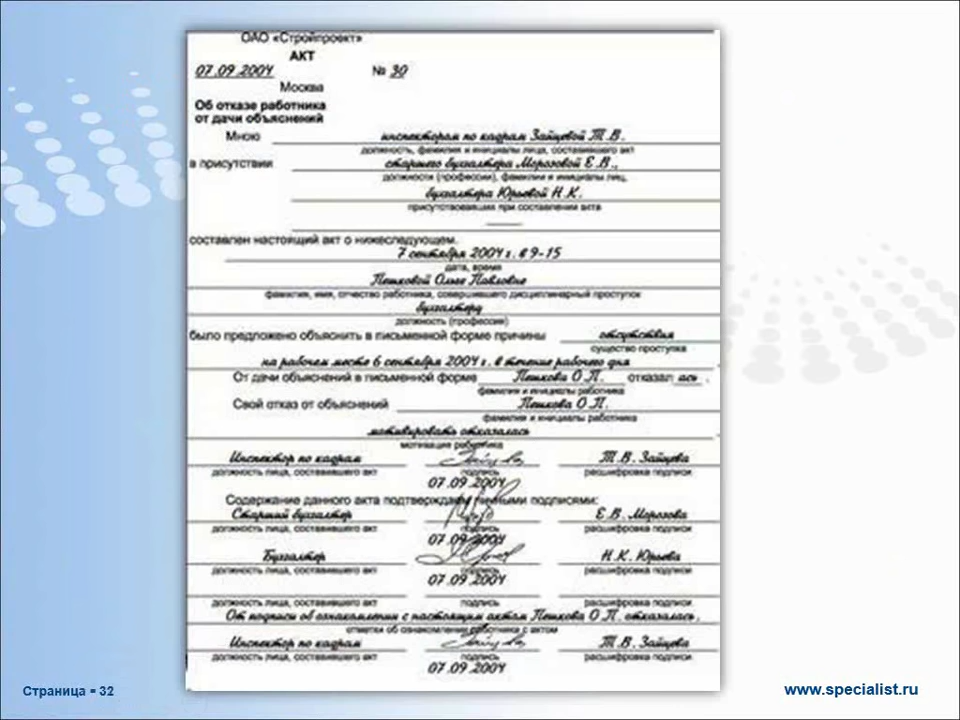 ОАО «Стройпроект»
АКТ
07.09.2004 № 30
Москва
Об отказе работника
от дачи объяснений
Мною инспектором по кадрам Зайцевой Т.В.
должность, фамилия и инициалы лица, составившего акт
в присутствии старшего бухгалтера Морозовой Е.В.,
должности (профессии), фамилии и инициалы лиц,
бухгалтера Юрьевой Н.К.
присутствовавших при составлении акта
составлен настоящий акт о нижеследующем.
7 сентября 2004 г. в 9-15
дата, время
Пешковой Ольге Павловне
фамилия, имя, отчество работника, совершившего дисциплинарный проступок
бухгалтеру
должность (профессия)
было предложено объяснить в письменной форме причины отсутствия
существо проступка
на рабочем месте 6 сентября 2004 г. в течение рабочего дня
От дачи объяснений в письменной форме Пешкова О.П. отказал ась .
фамилия и инициалы работника
Свой отказ от объяснений Пешкова О.П.
фамилия и инициалы работника
мотивировать отказалась .
мотивация работника
Инспектор по кадрам Зайцева Т.В. Зайцева
должность лица, составившего акт подпись расшифровка подписи
07.09.2004
Содержание данного акта подтверждаем личными подписями:
Старший бухгалтер Е.В. Морозова
должность лица, составившего акт подпись расшифровка подписи
07.09.2004
Бухгалтер Н.К. Юрьева
должность лица, составившего акт подпись расшифровка подписи
07.09.2004
должность лица, составившего акт подпись расшифровка подписи
От подписи об ознакомлении с настоящим актом Пешкова О.П. отказалась .
отметки об ознакомлении работника с актом
Инспектор по кадрам Зайцева Т.В. Зайцева
должность лица, составившего акт подпись расшифровка подписи
07.09.2004
Страница ▪ 32 www.specialist.ru